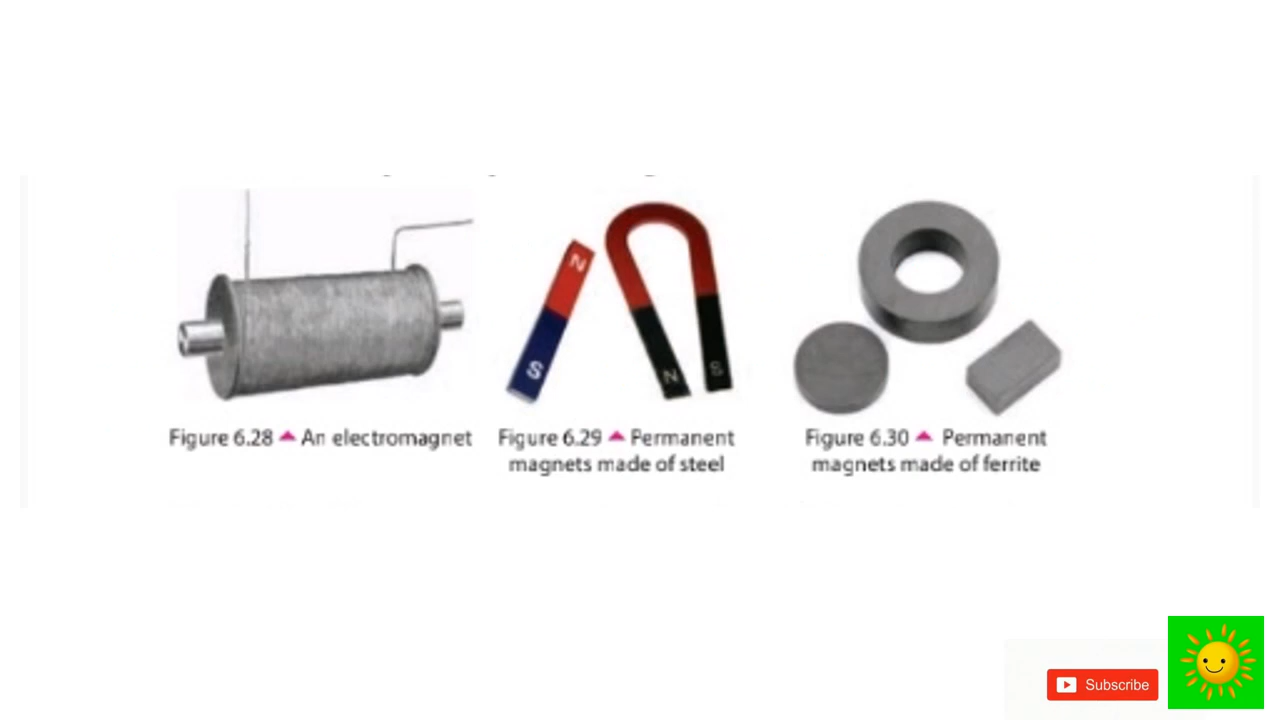 N
S
N
S
Figure 6.28 ▲ An electromagnet
Figure 6.29 ▲ Permanent
magnets made of steel
Figure 6.30 ▲ Permanent
magnets made of ferrite
Subscribe